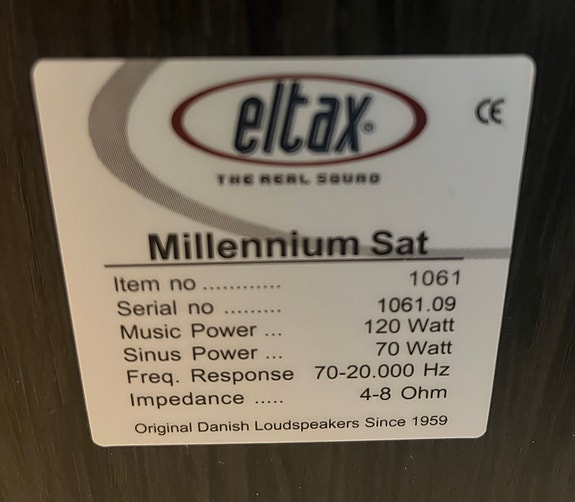 eltax®
CE
THE REAL SOUND
Millennium Sat
Item no ............ 1061
Serial no ......... 1061.09
Music Power ... 120 Watt
Sinus Power ... 70 Watt
Freq. Response 70-20.000 Hz
Impedance ..... 4-8 Ohm
Original Danish Loudspeakers Since 1959